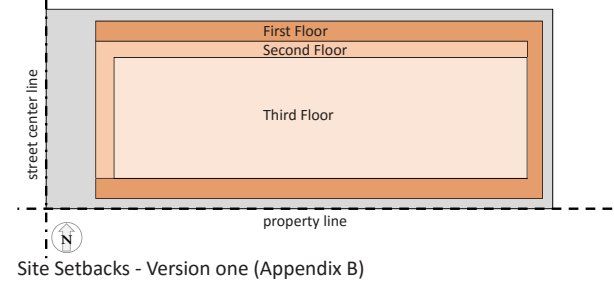 First Floor
Second Floor
Third Floor
street center line
property line
N
Site Setbacks - Version one (Appendix B)